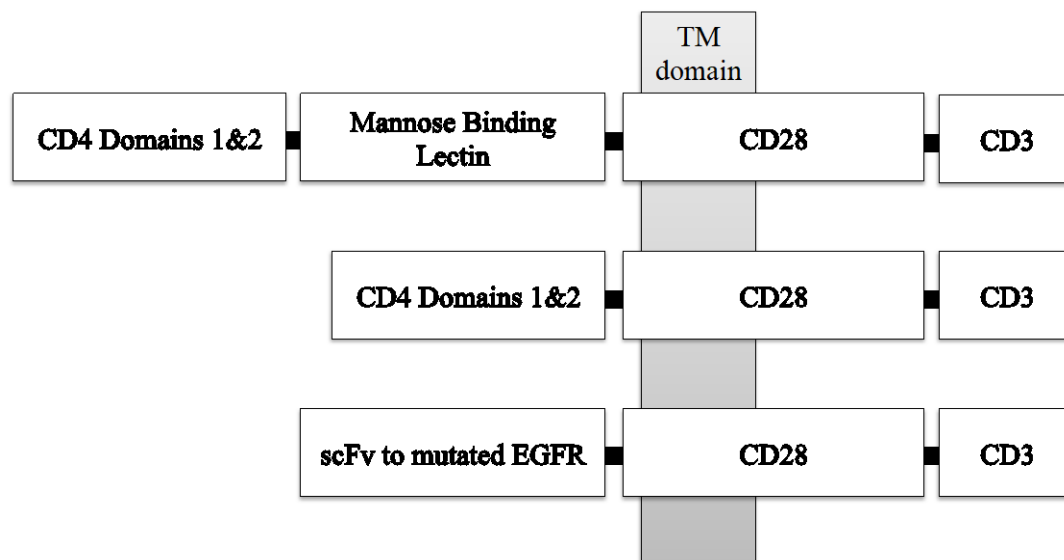 TM
domain
CD4 Domains 1&2
Mannose Binding
Lectin
CD28
CD3
CD4 Domains 1&2
CD28
CD3
scFv to mutated EGFR
CD28
CD3